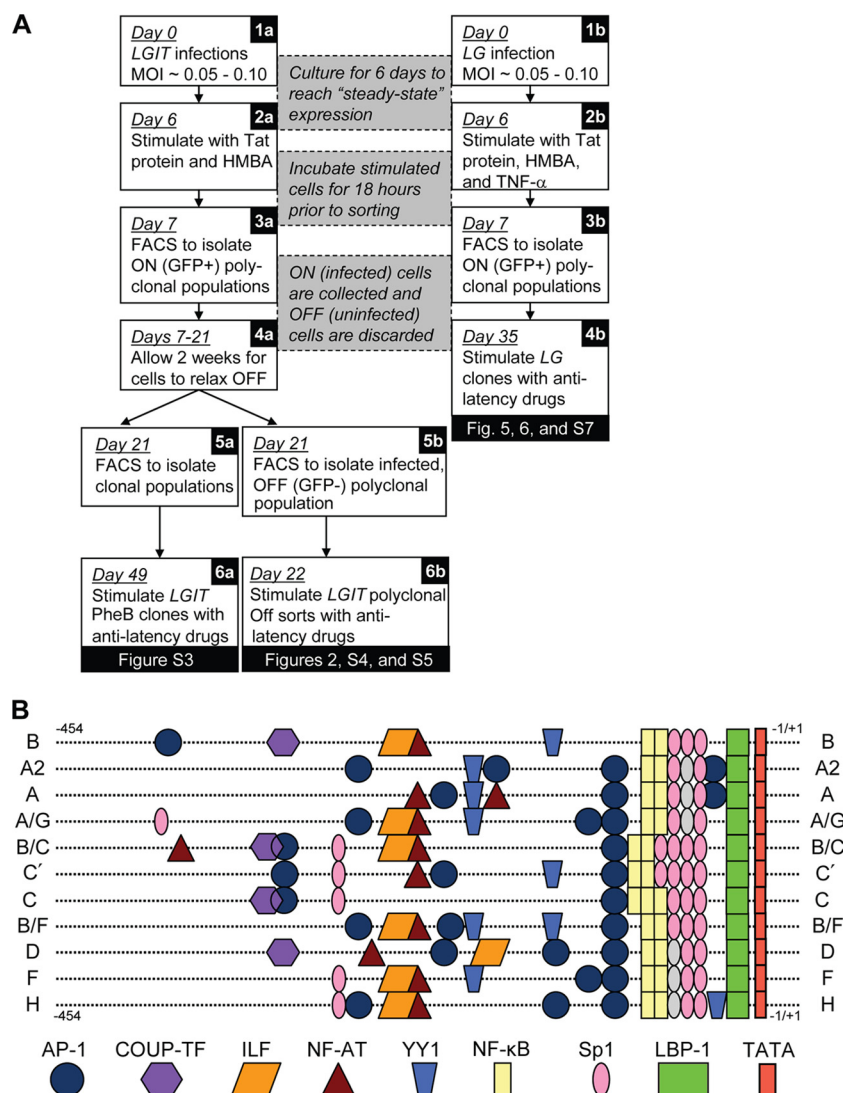 A
1a
Day 0
LGIT infections
MOI ~ 0.05 - 0.10
1b
Day 0
LG infection
MOI ~ 0.05 - 0.10
Culture for 6 days to
reach “steady-state”
expression
2a
Day 6
Stimulate with Tat
protein and HMBA
2b
Day 6
Stimulate with Tat
protein, HMBA,
and TNF-α
Incubate stimulated
cells for 18 hours
prior to sorting
3a
Day 7
FACS to isolate
ON (GFP+) poly-
clonal populations
3b
Day 7
FACS to isolate
ON (GFP+) poly-
clonal populations
ON (infected) cells
are collected and
OFF (uninfected)
cells are discarded
4a
Days 7-21
Allow 2 weeks for
cells to relax OFF
4b
Day 35
Stimulate LG
clones with anti-
latency drugs
Fig. 5, 6, and S7
5a
Day 21
FACS to isolate
clonal populations
5b
Day 21
FACS to isolate infected,
OFF (GFP-) polyclonal
population
6a
Day 49
Stimulate LGIT
PheB clones with
anti-latency drugs
Figure S3
6b
Day 22
Stimulate LGIT polyclonal
Off sorts with anti-
latency drugs
Figures 2, S4, and S5
B
-454 -1/+1
B B
A2 A2
A A
A/G A/G
B/C B/C
C′ C′
C C
B/F B/F
D D
F F
H H
-454 -1/+1
AP-1 COUP-TF ILF NF-AT YY1 NF-κB Sp1 LBP-1 TATA